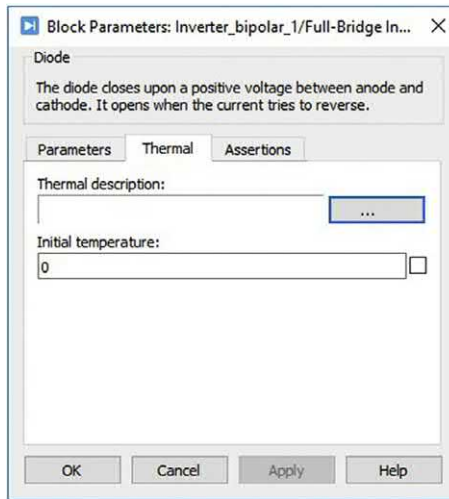 Block Parameters: Inverter_bipolar_1/Full-Bridge In...
Diode
The diode closes upon a positive voltage between anode and
cathode. It opens when the current tries to reverse.
Parameters Thermal Assertions
Thermal description:
...
Initial temperature:
0
OK Cancel Apply Help